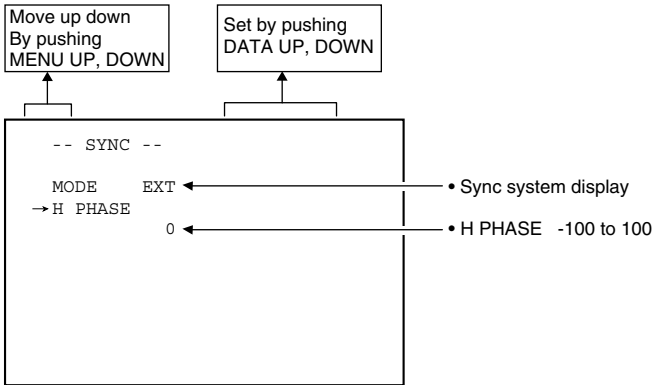 Move up down
By pushing
MENU UP, DOWN
Set by pushing
DATA UP, DOWN
-- SYNC --
MODE EXT
• Sync system display
→H PHASE
0
• H PHASE -100 to 100